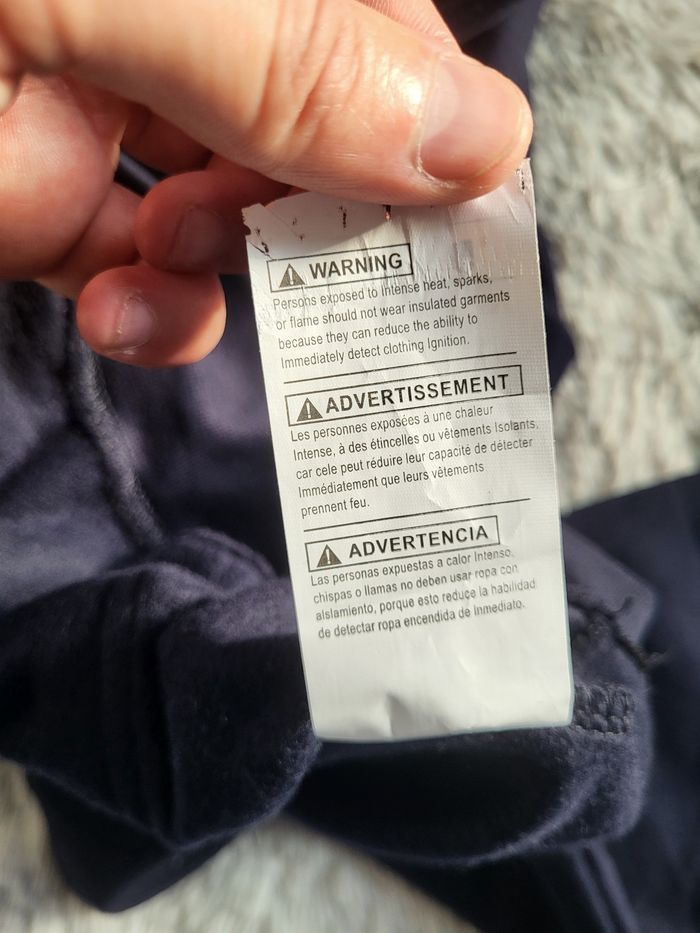 WARNING
Persons exposed to Intense heat, sparks,
or flame should not wear insulated garments
because they can reduce the ability to
Immediately detect clothing Ignition.
ADVERTISSEMENT
Les personnes exposées à une chaleur
Intense, à des étincelles ou vêtements Isolants,
car cele peut réduire leur capacité de détecter
Immédiatement que leurs vêtements
prennent feu.
ADVERTENCIA
Las personas expuestas a calor Intenso,
chispas o llamas no deben usar ropa con
alslamiento, porque esto reduçe la habilidad
de detectar ropa encendida de Inmediato.